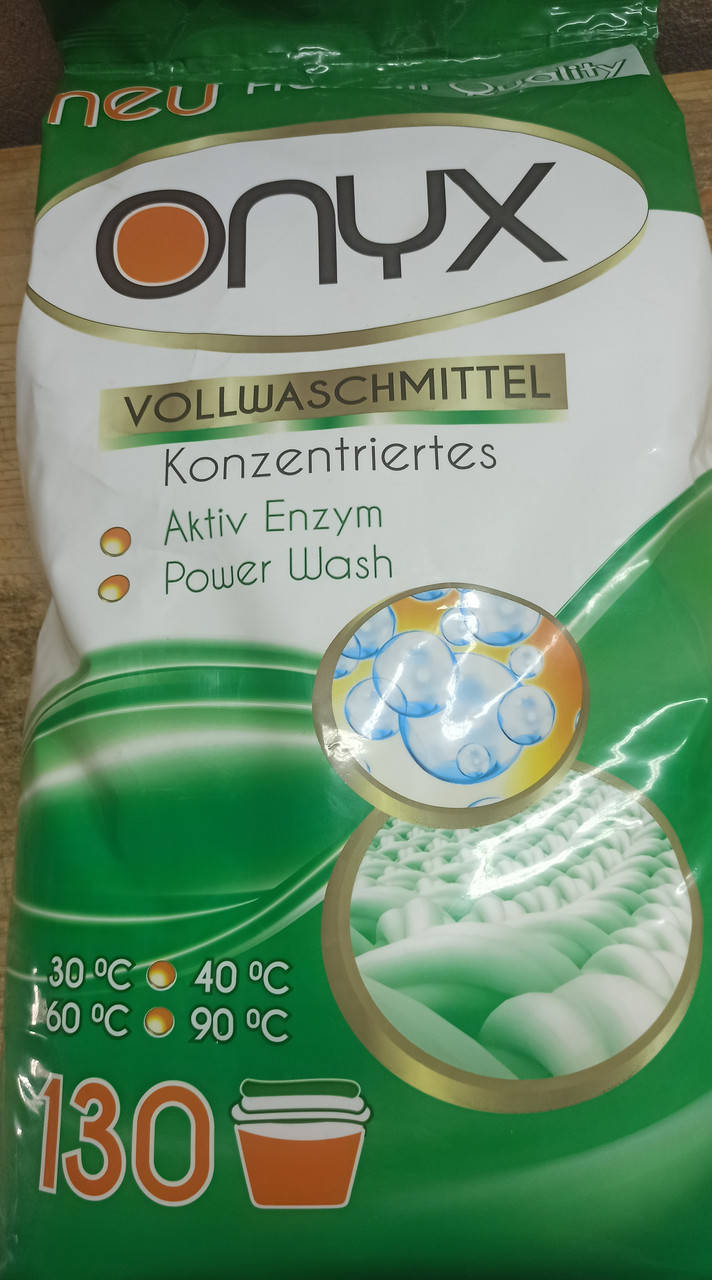 neu Quality
onyx
VOLLWASCHMITTEL
Konzentriertes
Aktiv Enzym
Power Wash
30 ºC 40 ºC
60 ºC 90 ºC
130